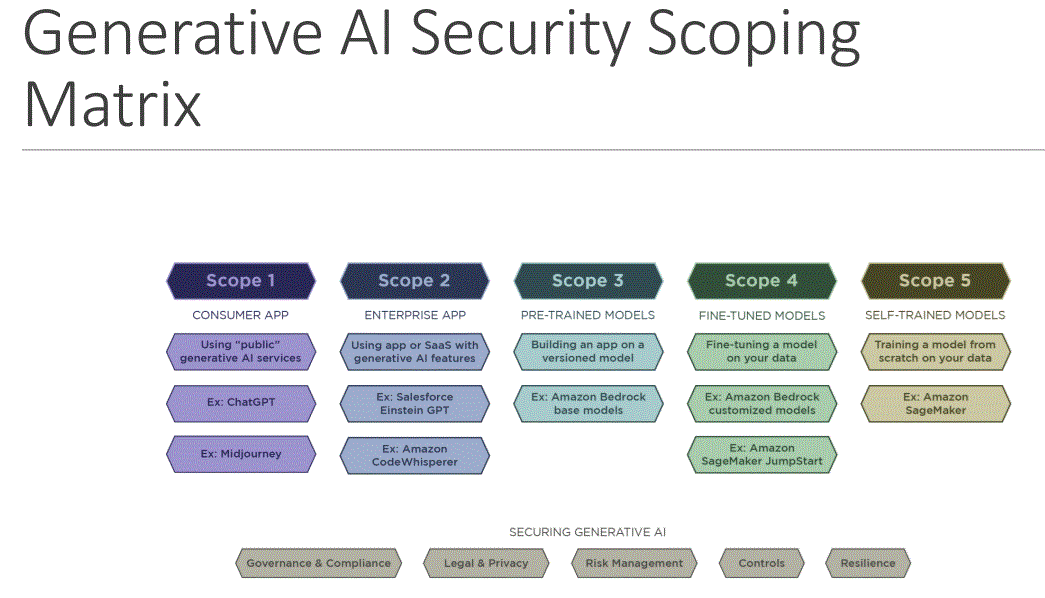 Generative AI Security Scoping
Matrix
Scope 1
Scope 2
Scope 3
Scope 4
Scope 5
CONSUMER APP
ENTERPRISE APP
PRE-TRAINED MODELS
FINE-TUNED MODELS
SELF-TRAINED MODELS
Using "public"
generative AI services
Using app or SaaS with
generative AI features
Building an app on a
versioned model
Fine-tuning a model
on your data
Training a model from
scratch on your data
Ex: ChatGPT
Ex: Salesforce
Einstein GPT
Ex: Amazon Bedrock
base models
Ex: Amazon Bedrock
customized models
Ex: Amazon
SageMaker
Ex: Midjourney
Ex: Amazon
CodeWhisperer
Ex: Amazon
SageMaker JumpStart
SECURING GENERATIVE AI
Governance & Compliance
Legal & Privacy
Risk Management
Controls
Resilience